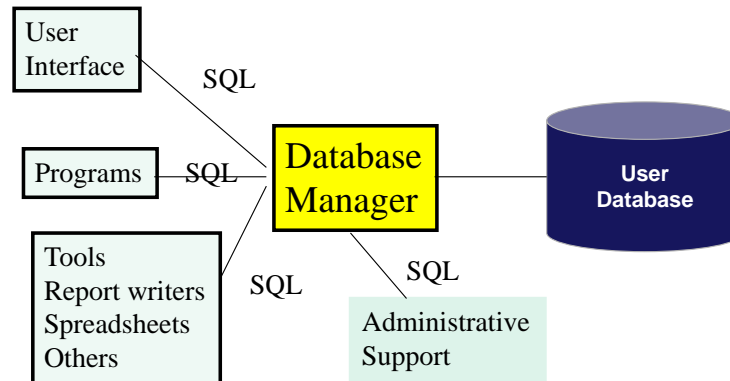 User
Interface
SQL
Programs
SQL
Tools
Report writers
Spreadsheets
Others
SQL
Database
Manager
SQL
Administrative
Support
User
Database